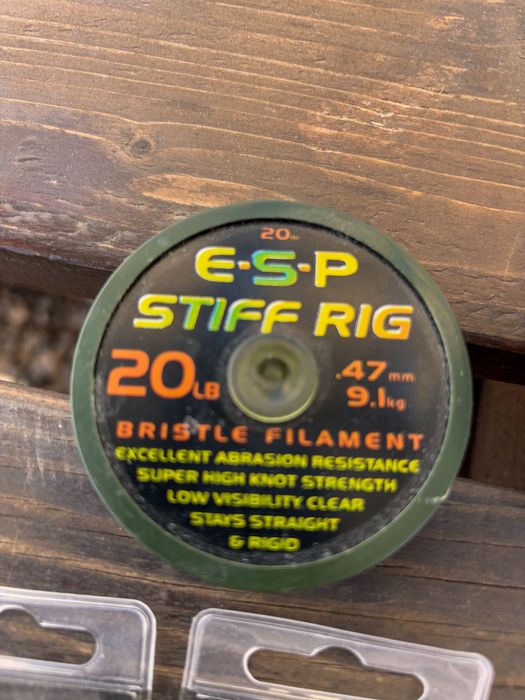 20m
E·S·P
STIFF RIG
20LB
.47mm
9.1kg
BRISTLE FILAMENT
EXCELLENT ABRASION RESISTANCE
SUPER HIGH KNOT STRENGTH
LOW VISIBILITY CLEAR
STAYS STRAIGHT
& RIGID